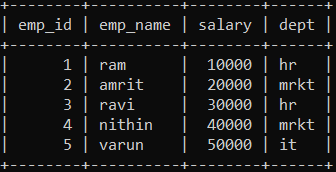 +--------+----------+--------+------+
| emp_id | emp_name | salary | dept |
+--------+----------+--------+------+
|      1 | ram      |  10000 | hr   |
|      2 | amrit    |  20000 | mrkt |
|      3 | ravi     |  30000 | hr   |
|      4 | nithin   |  40000 | mrkt |
|      5 | varun    |  50000 | it   |
+--------+----------+--------+------+